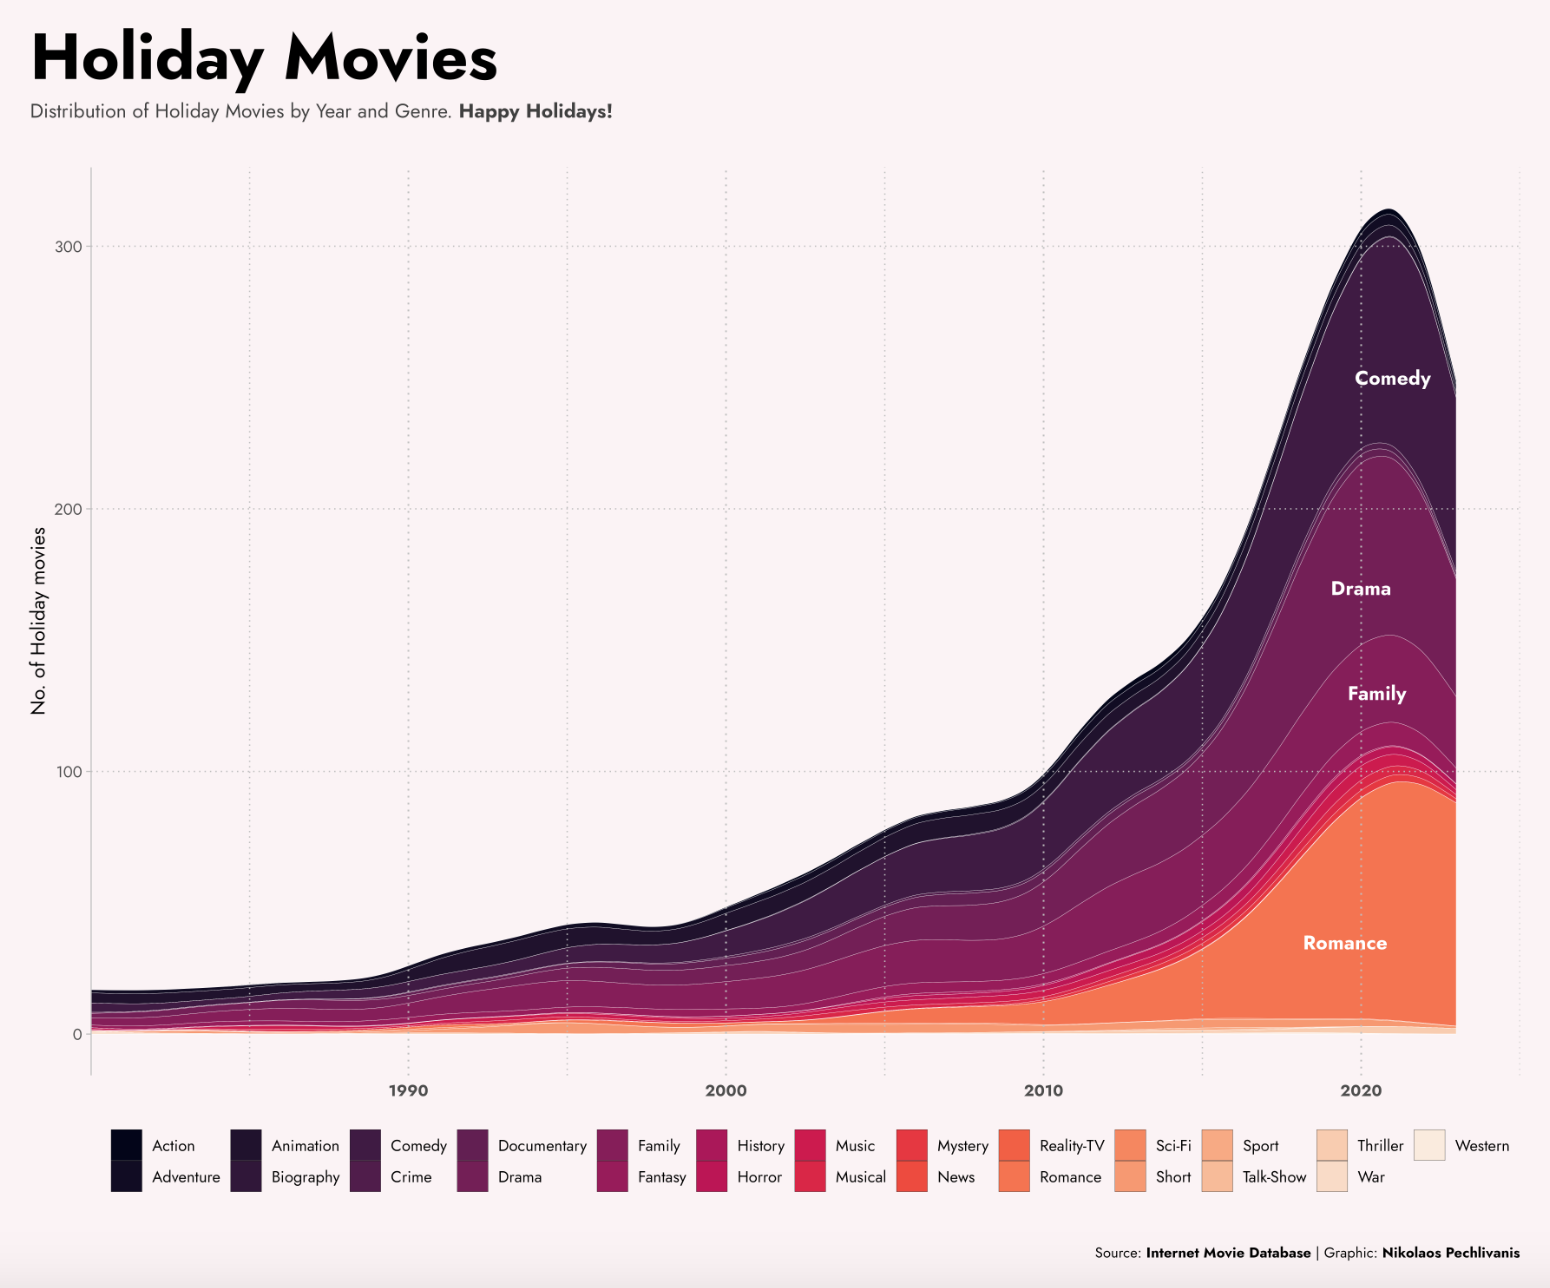 Holiday Movies
Distribution of Holiday Movies by Year and Genre. Happy Holidays!
No. of Holiday movies
300
200
100
0
Comedy
Drama
Family
Romance
1990 2000 2010 2020
Action Animation Comedy Documentary Family History Music Mystery Reality-TV Sci-Fi Sport Thriller Western
Adventure Biography Crime Drama Fantasy Horror Musical News Romance Short Talk-Show War
Source: Internet Movie Database | Graphic: Nikolaos Pechlivanis